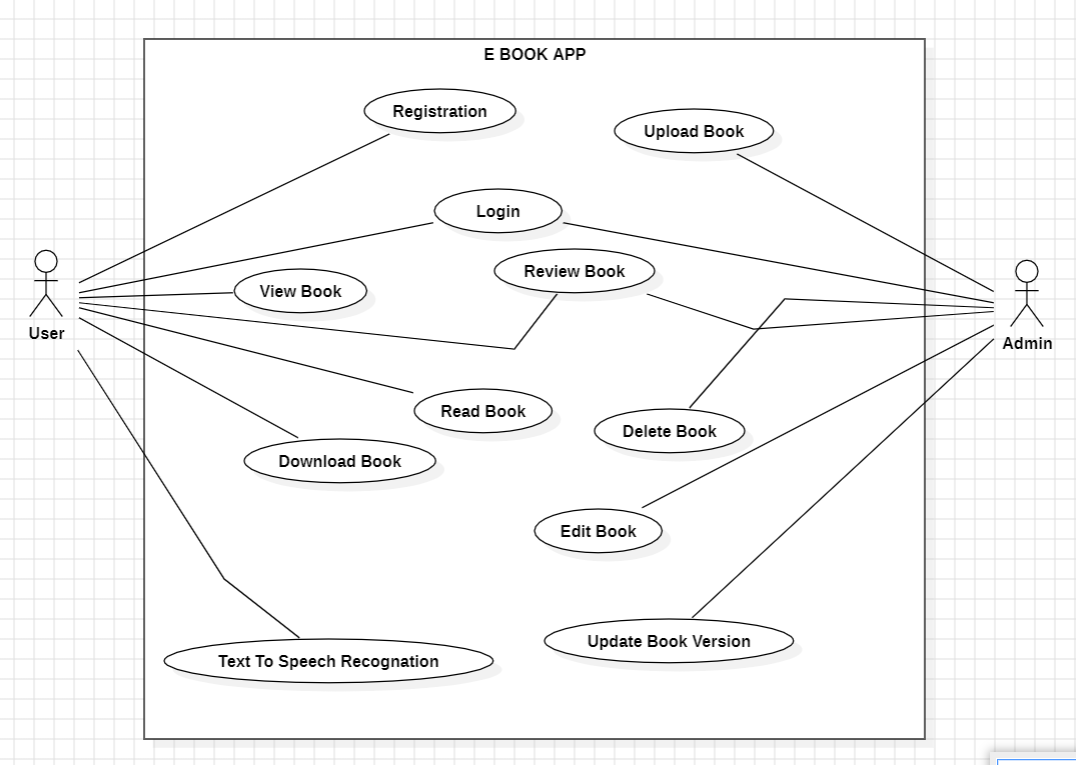 E BOOK APP
Registration
Upload Book
Login
Review Book
View Book
User
Admin
Read Book
Delete Book
Download Book
Edit Book
Update Book Version
Text To Speech Recognation